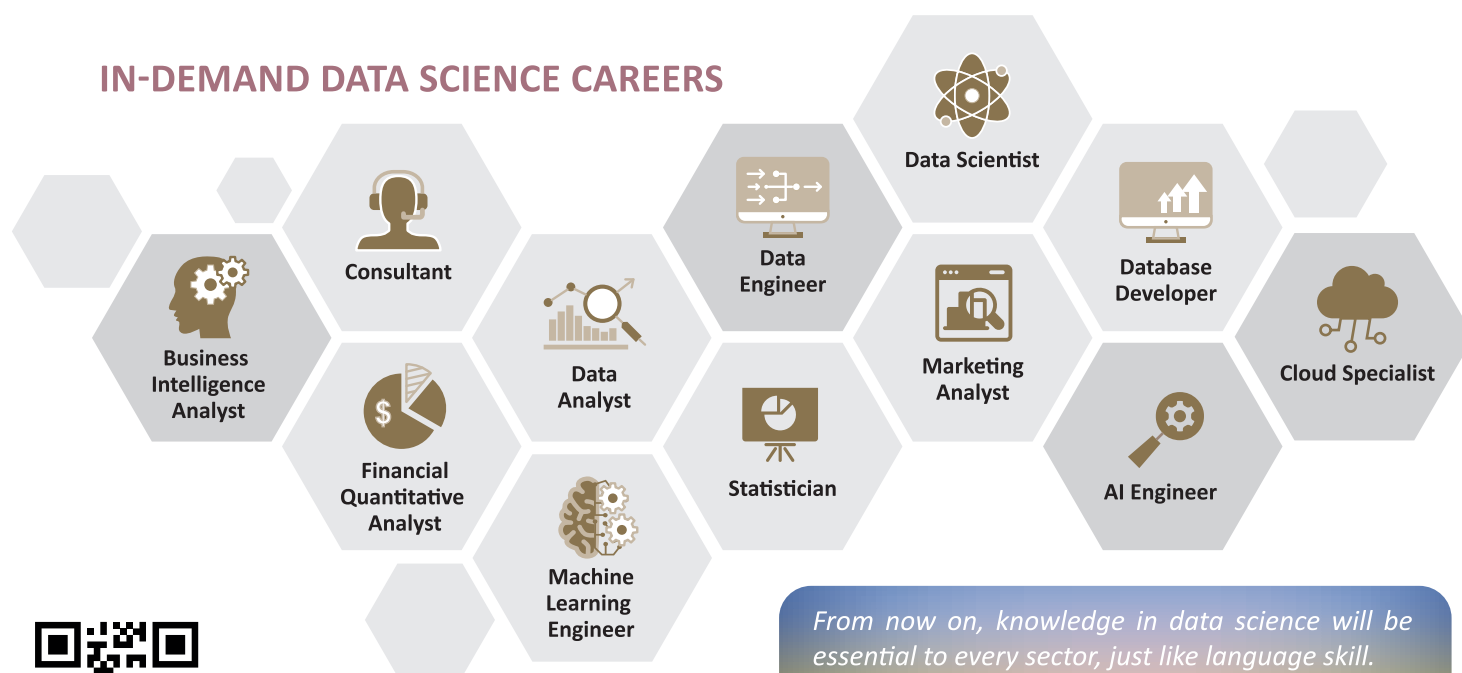 IN-DEMAND DATA SCIENCE CAREERS
Data Scientist
Consultant
Data
Engineer
Database
Developer
Business
Intelligence
Analyst
Data
Analyst
Marketing
Analyst
Cloud Specialist
$
Financial
Quantitative
Analyst
Statistician
AI Engineer
Machine
Learning
Engineer
From now on, knowledge in data science will be
essential to every sector, just like language skill.